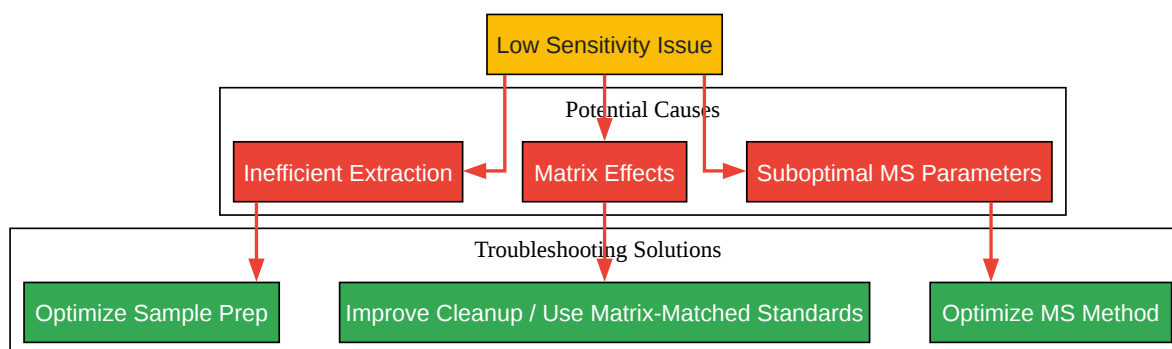 Low Sensitivity Issue
Potential Causes
Inefficient Extraction
Matrix Effects
Suboptimal MS Parameters
Troubleshooting Solutions
Optimize Sample Prep
Improve Cleanup / Use Matrix-Matched Standards
Optimize MS Method